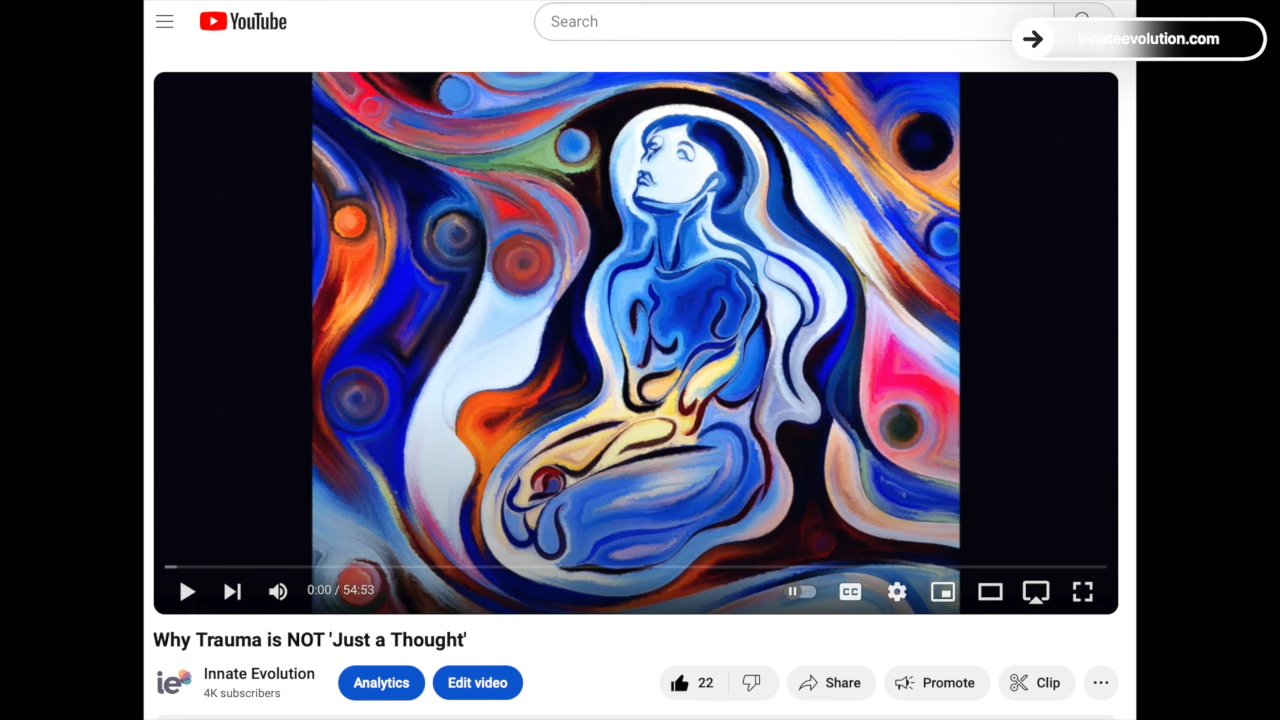 YouTube
Search
innateevolution.com
0:00 / 54:53
CC
Why Trauma is NOT 'Just a Thought'
ie
Innate Evolution
4K subscribers
Analytics
Edit video
22
Share
Promote
Clip